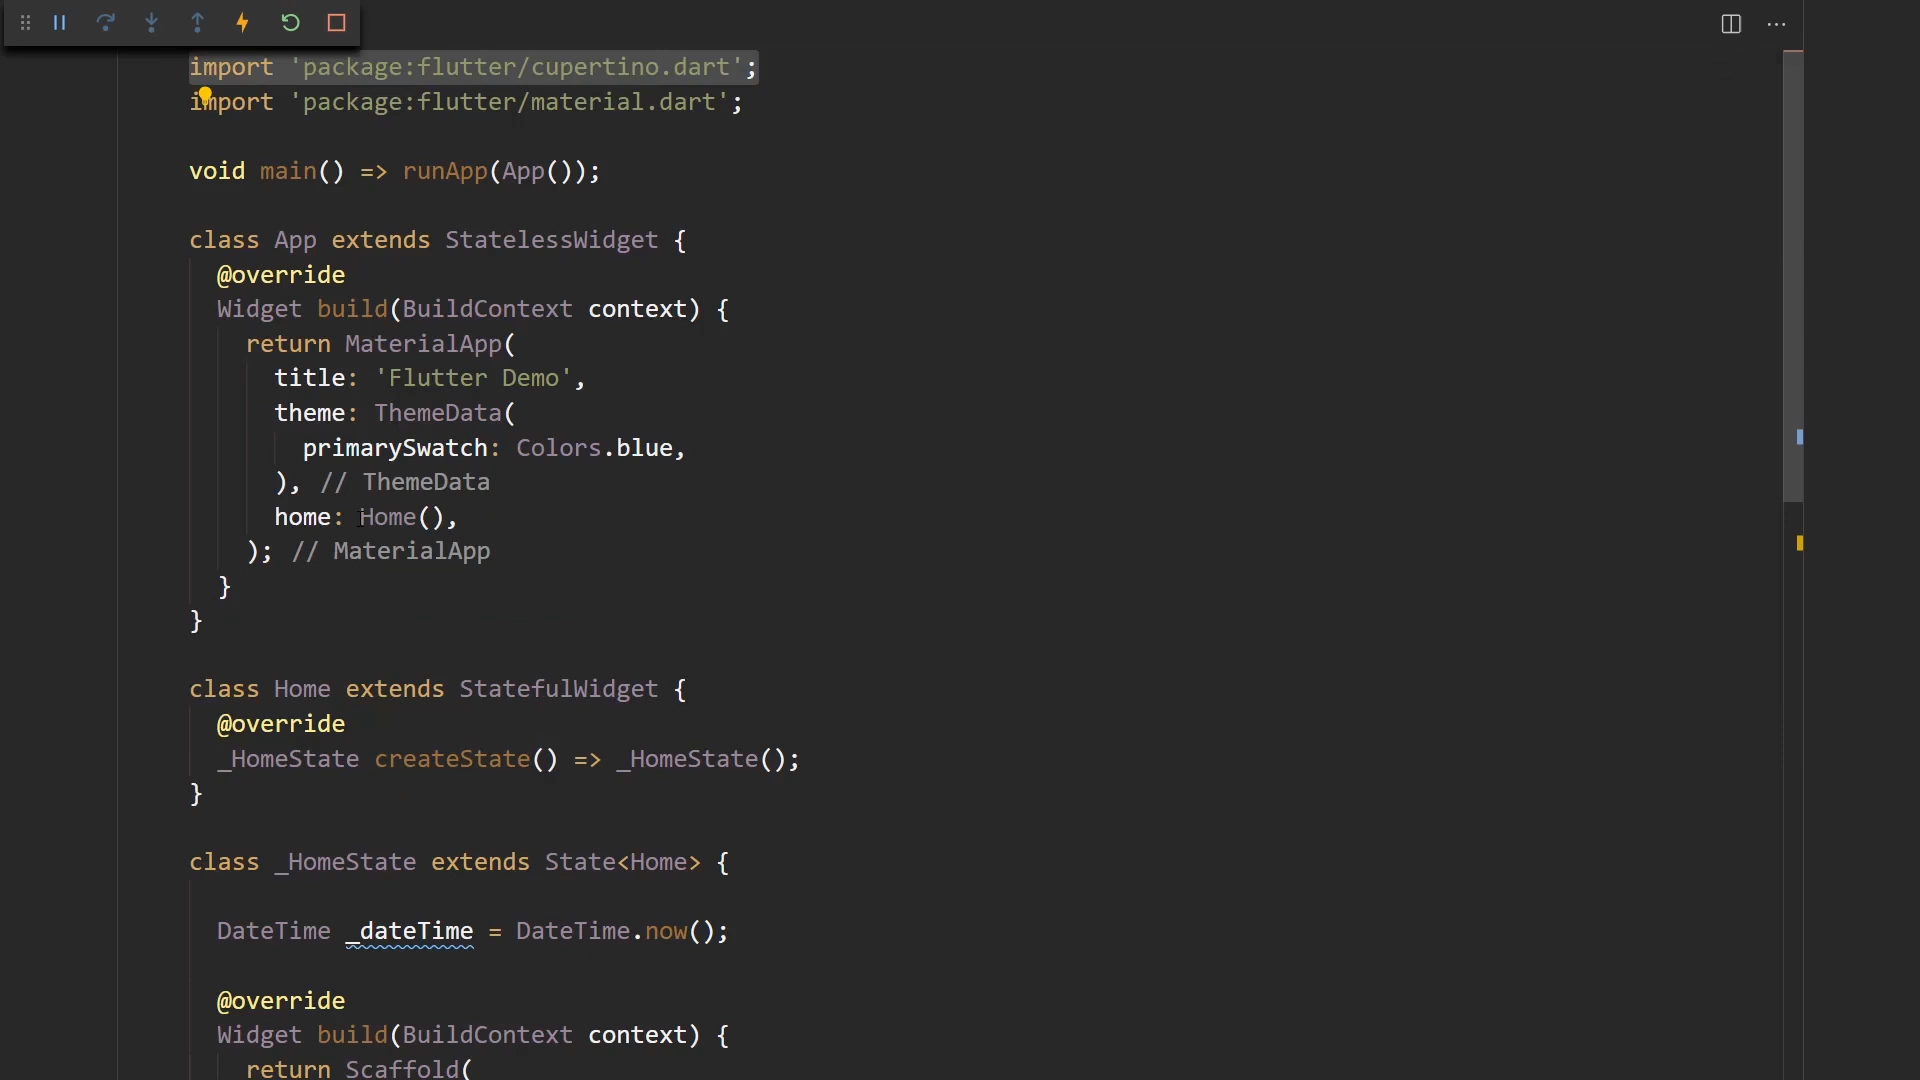 import 'package:flutter/cupertino.dart';
import 'package:flutter/material.dart';
void main() => runApp(App());
class App extends StatelessWidget {
@override
Widget build(BuildContext context) {
return MaterialApp(
title: 'Flutter Demo',
theme: ThemeData(
primarySwatch: Colors.blue,
), // ThemeData
home: Home(),
); // MaterialApp
}
}
class Home extends StatefulWidget {
@override
_HomeState createState() => _HomeState();
}
class _HomeState extends State<Home> {
DateTime _dateTime = DateTime.now();
@override
Widget build(BuildContext context) {
return Scaffold(